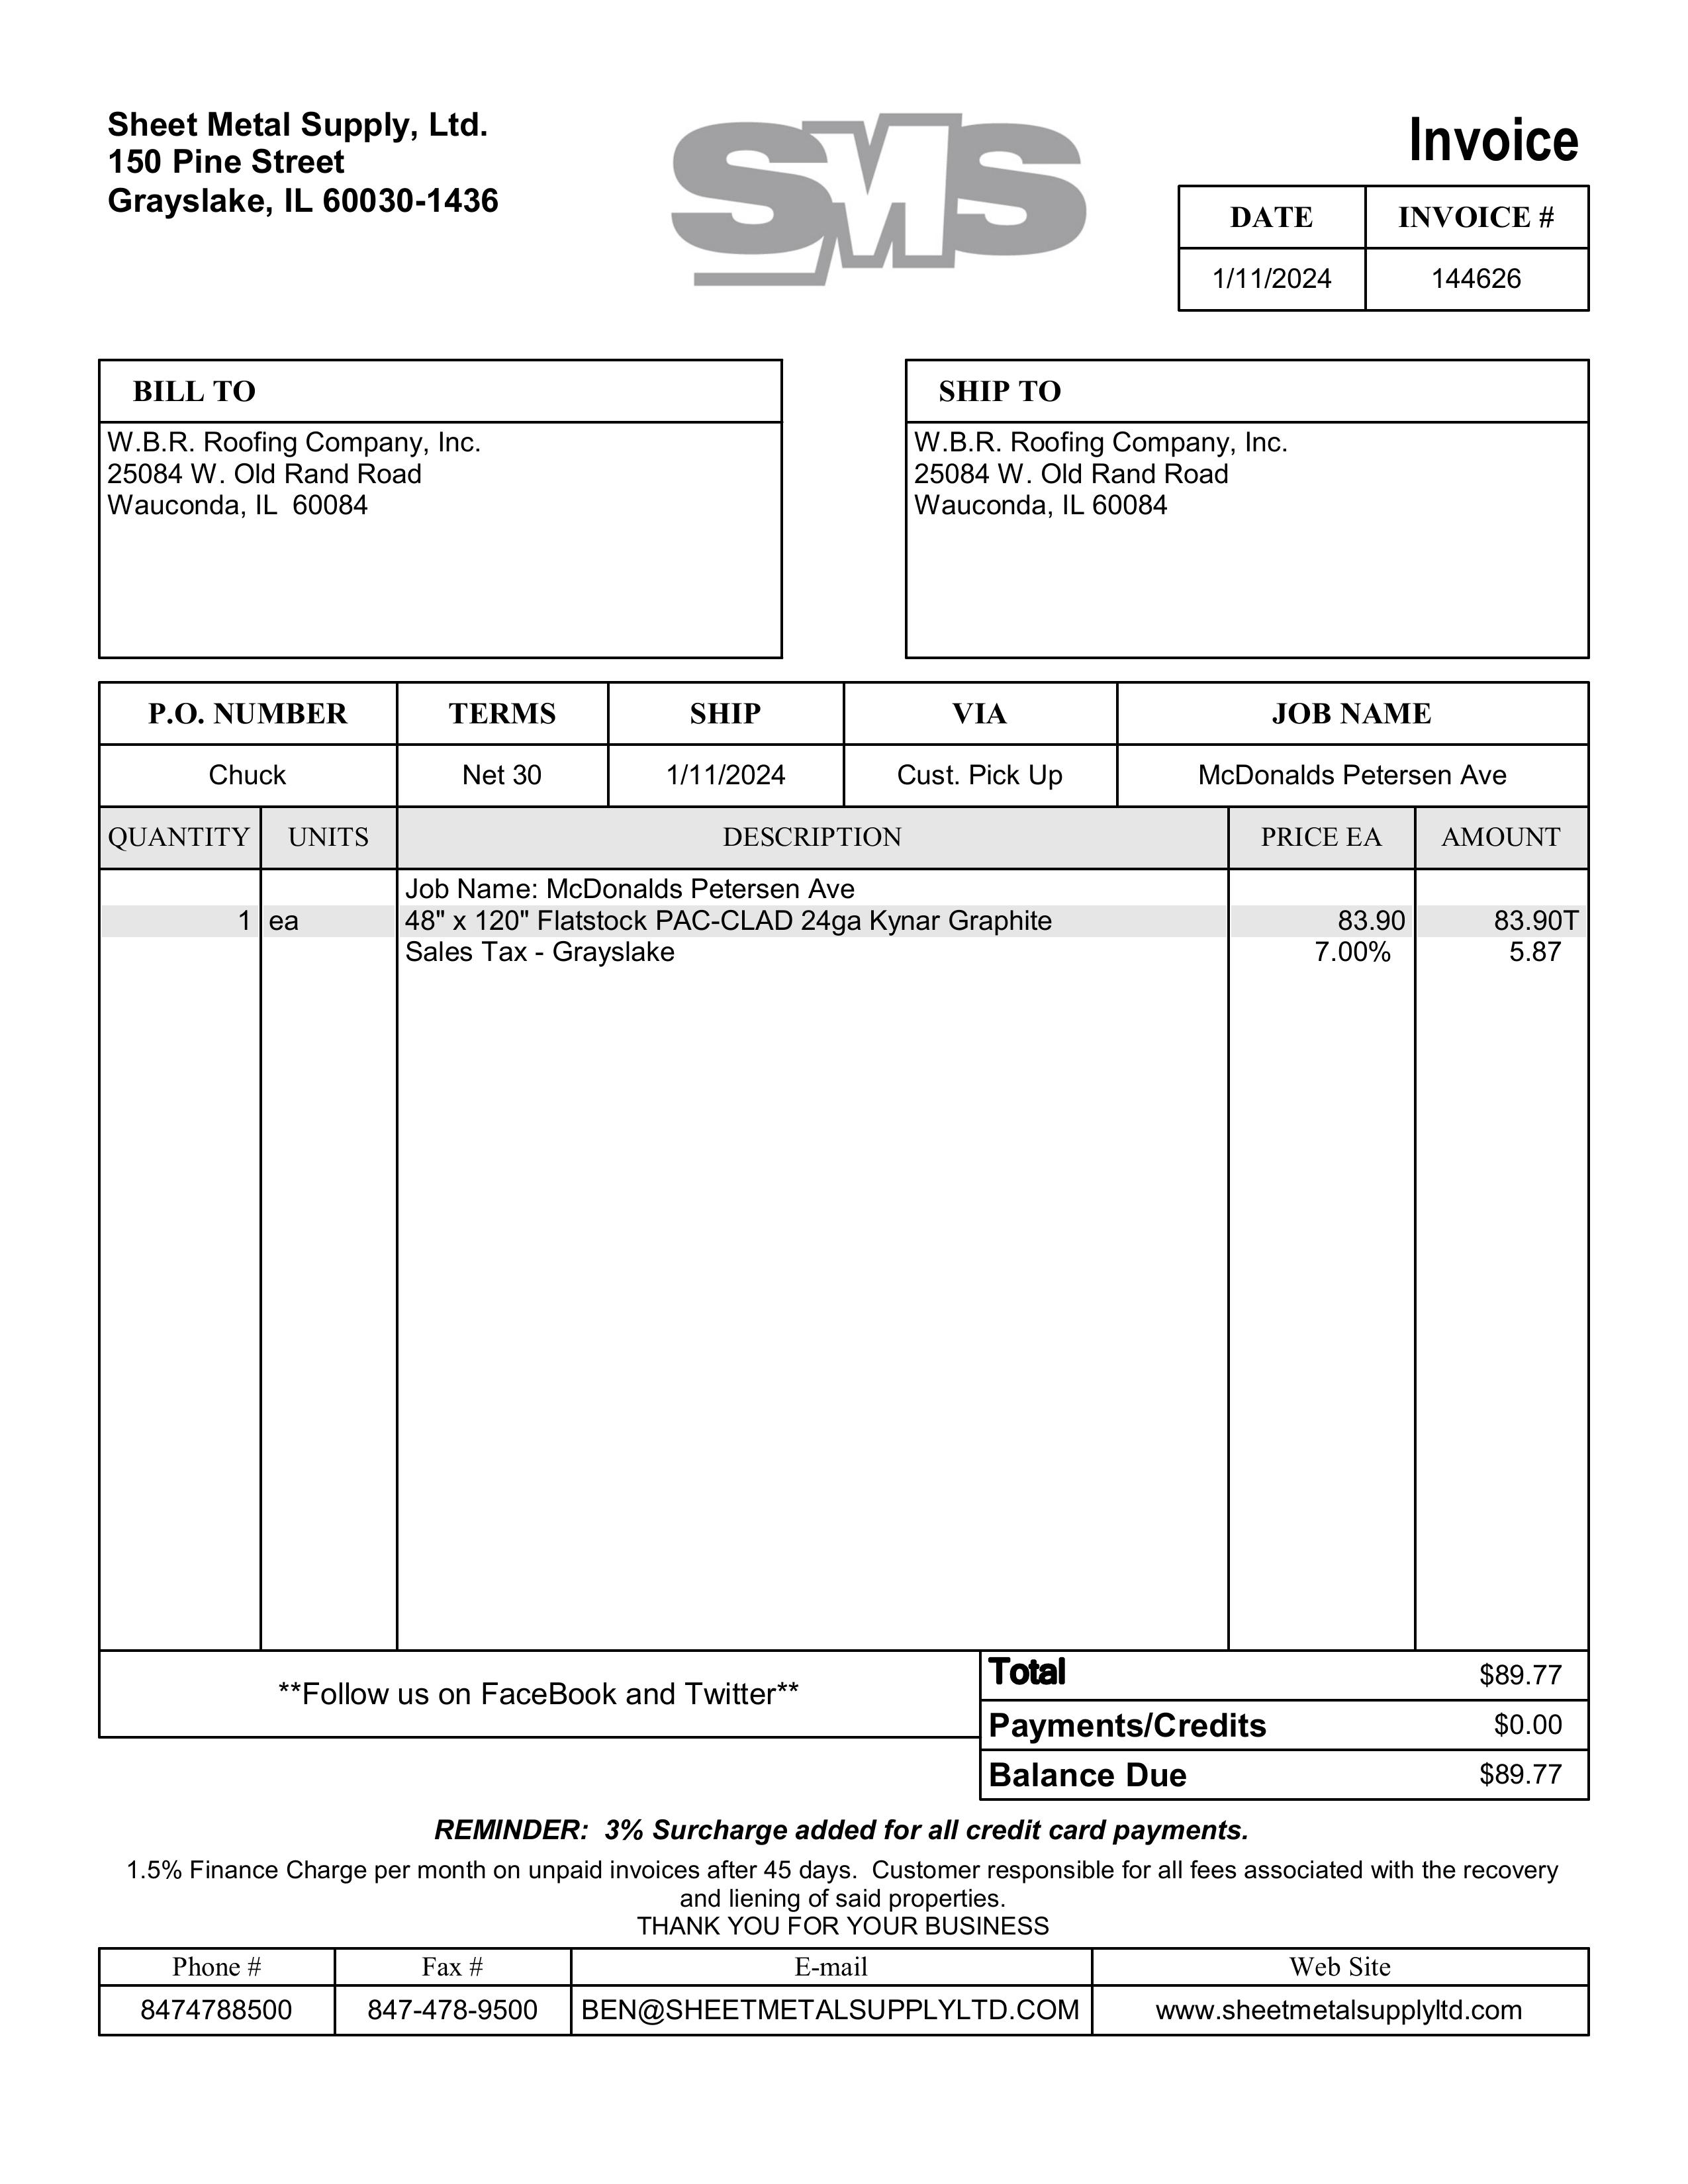 Sheet Metal Supply, Ltd.
150 Pine Street
Grayslake, IL 60030-1436
SMS
Invoice
DATE INVOICE #
1/11/2024 144626
BILL TO
W.B.R. Roofing Company, Inc.
25084 W. Old Rand Road
Wauconda, IL  60084
SHIP TO
W.B.R. Roofing Company, Inc.
25084 W. Old Rand Road
Wauconda, IL 60084
P.O. NUMBER TERMS SHIP VIA JOB NAME
Chuck Net 30 1/11/2024 Cust. Pick Up McDonalds Petersen Ave
QUANTITY UNITS DESCRIPTION PRICE EA AMOUNT
Job Name: McDonalds Petersen Ave
1 ea 48" x 120" Flatstock PAC-CLAD 24ga Kynar Graphite 83.90 83.90T
Sales Tax - Grayslake 7.00% 5.87
**Follow us on FaceBook and Twitter**
Total $89.77
Payments/Credits $0.00
Balance Due $89.77
REMINDER:  3% Surcharge added for all credit card payments.
1.5% Finance Charge per month on unpaid invoices after 45 days.  Customer responsible for all fees associated with the recovery
and liening of said properties.
THANK YOU FOR YOUR BUSINESS
Phone # Fax # E-mail Web Site
8474788500 847-478-9500 BEN@SHEETMETALSUPPLYLTD.COM www.sheetmetalsupplyltd.com